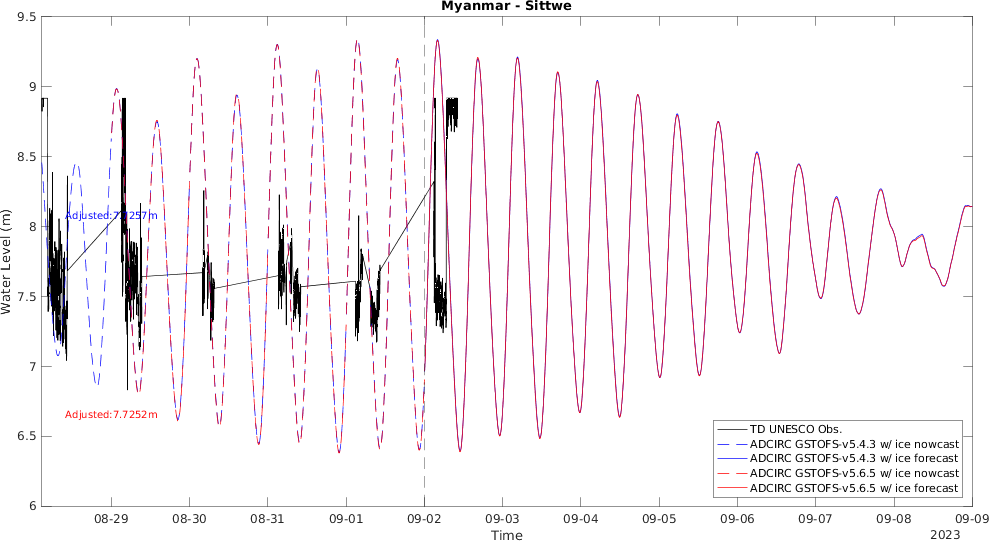 Myanmar - Sittwe
9.5
9
8.5
8
7.5
7
6.5
6
Water Level (m)
Adjusted:7.7252m
08-29
08-30
08-31
09-01
09-02
09-03
09-04
09-05
09-06
09-07
09-08
09-09
Time
2023
TD UNESCO Obs.
ADCIRC GSTOFS-v5.4.3 w/ ice nowcast
ADCIRC GSTOFS-v5.4.3 w/ ice forecast
ADCIRC GSTOFS-v5.6.5 w/ ice nowcast
ADCIRC GSTOFS-v5.6.5 w/ ice forecast